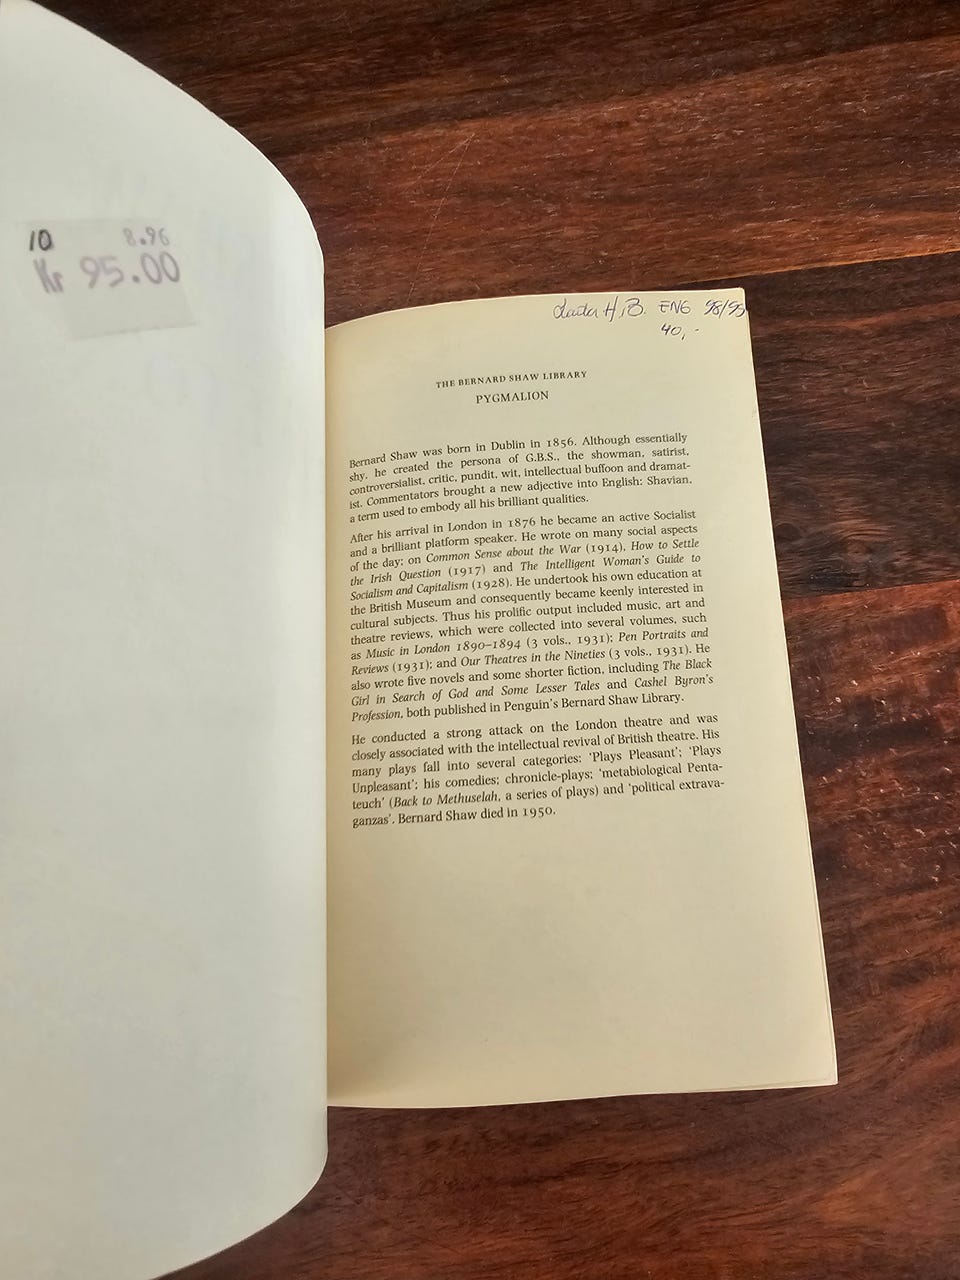 10 8.96
Kr 95.00
H.B. ENG 98/99
40,-
THE BERNARD SHAW LIBRARY
PYGMALION
Bernard Shaw was born in Dublin in 1856. Although essentially
shy, he created the persona of G.B.S., the showman, satirist,
controversialist, critic, pundit, wit, intellectual buffoon and dramat-
ist. Commentators brought a new adjective into English: Shavian,
a term used to embody all his brilliant qualities.
After his arrival in London in 1876 he became an active Socialist
and a brilliant platform speaker. He wrote on many social aspects
of the day: on Common Sense about the War (1914), How to Settle
the Irish Question (1917) and The Intelligent Woman's Guide to
Socialism and Capitalism (1928). He undertook his own education at
the British Museum and consequently became keenly interested in
cultural subjects. Thus his prolific output included music, art and
theatre reviews, which were collected into several volumes, such
as Music in London 1890–1894 (3 vols., 1931); Pen Portraits and
Reviews (1931); and Our Theatres in the Nineties (3 vols., 1931). He
also wrote five novels and some shorter fiction, including The Black
Girl in Search of God and Some Lesser Tales and Cashel Byron's
Profession, both published in Penguin's Bernard Shaw Library.
He conducted a strong attack on the London theatre and was
closely associated with the intellectual revival of British theatre. His
many plays fall into several categories: 'Plays Pleasant'; 'Plays
Unpleasant'; his comedies; chronicle-plays; 'metabiological Penta-
teuch' (Back to Methuselah, a series of plays) and 'political extrava-
ganzas'. Bernard Shaw died in 1950.